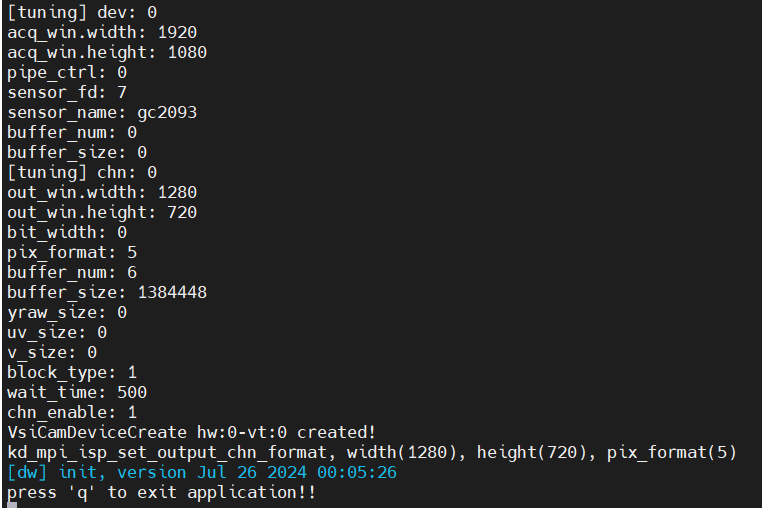 [tuning] dev: 0
acq_win.width: 1920
acq_win.height: 1080
pipe_ctrl: 0
sensor_fd: 7
sensor_name: gc2093
buffer_num: 0
buffer_size: 0
[tuning] chn: 0
out_win.width: 1280
out_win.height: 720
bit_width: 0
pix_format: 5
buffer_num: 6
buffer_size: 1384448
yraw_size: 0
uv_size: 0
v_size: 0
block_type: 1
wait_time: 500
chn_enable: 1
VsiCamDeviceCreate hw:0-vt:0 created!
kd_mpi_isp_set_output_chn_format, width(1280), height(720), pix_format(5)
[dw] init, version Jul 26 2024 00:05:26
press 'q' to exit application!!